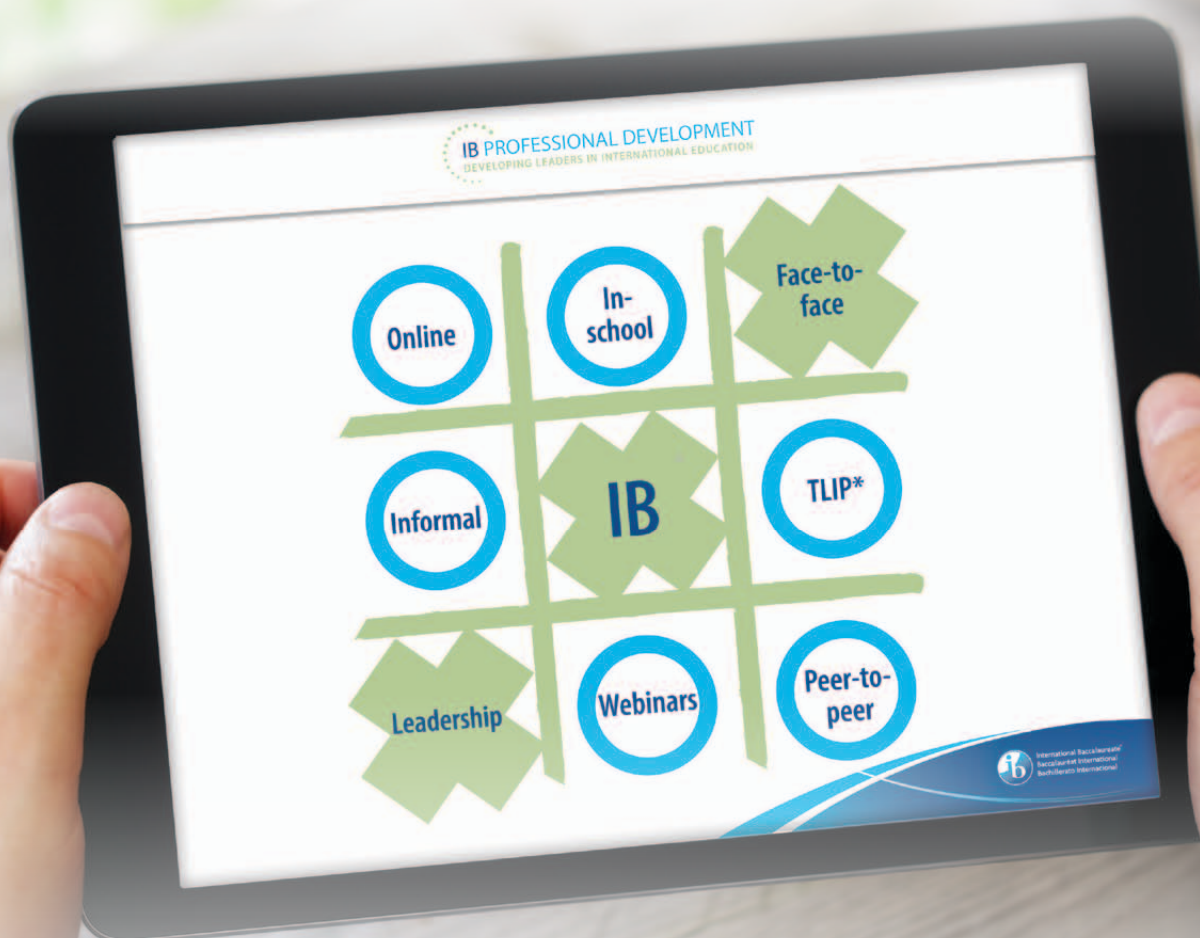 IB PROFESSIONAL DEVELOPMENT
DEVELOPING LEADERS IN INTERNATIONAL EDUCATION
Online
In-
school
Face-to-
face
Informal
IB
TLIP*
Leadership
Webinars
Peer-to-
peer
ib
International Baccalaureate®
Baccalauréat International
Bachillerato Internacional